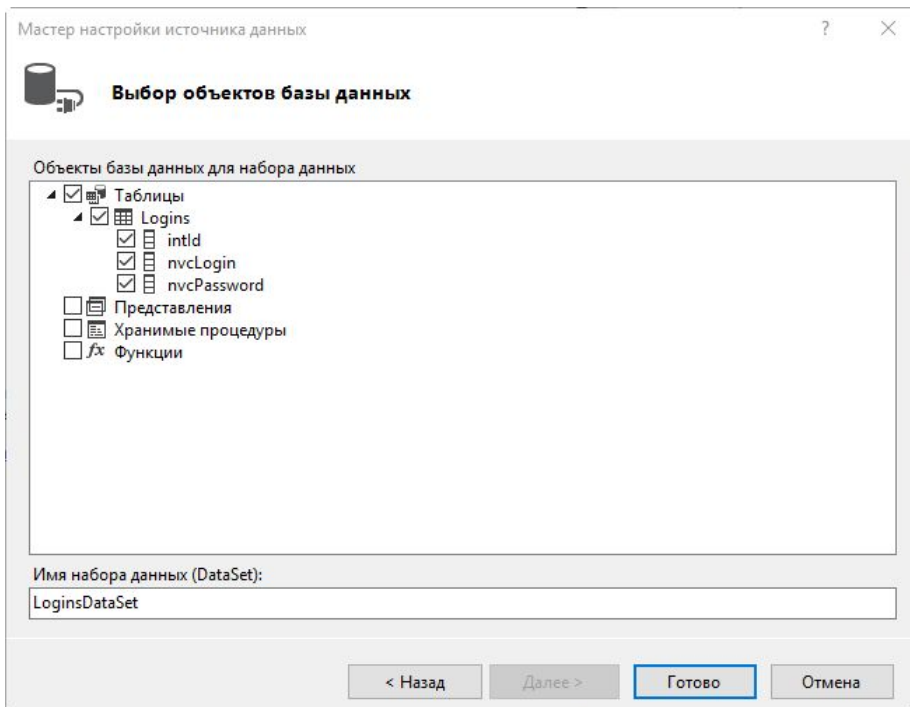 Мастер настройки источника данных
Выбор объектов базы данных
Объекты базы данных для набора данных
Таблицы
Logins
intId
nvcLogin
nvcPassword
Представления
Хранимые процедуры
fx Функции
Имя набора данных (DataSet):
LoginsDataSet
< Назад Далее > Готово Отмена